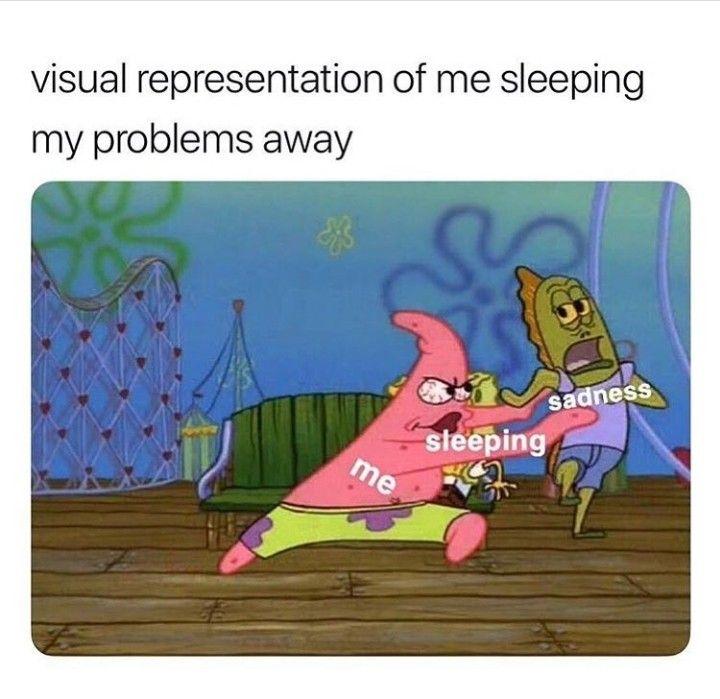 visual representation of me sleeping
my problems away
sadness
sleeping
me